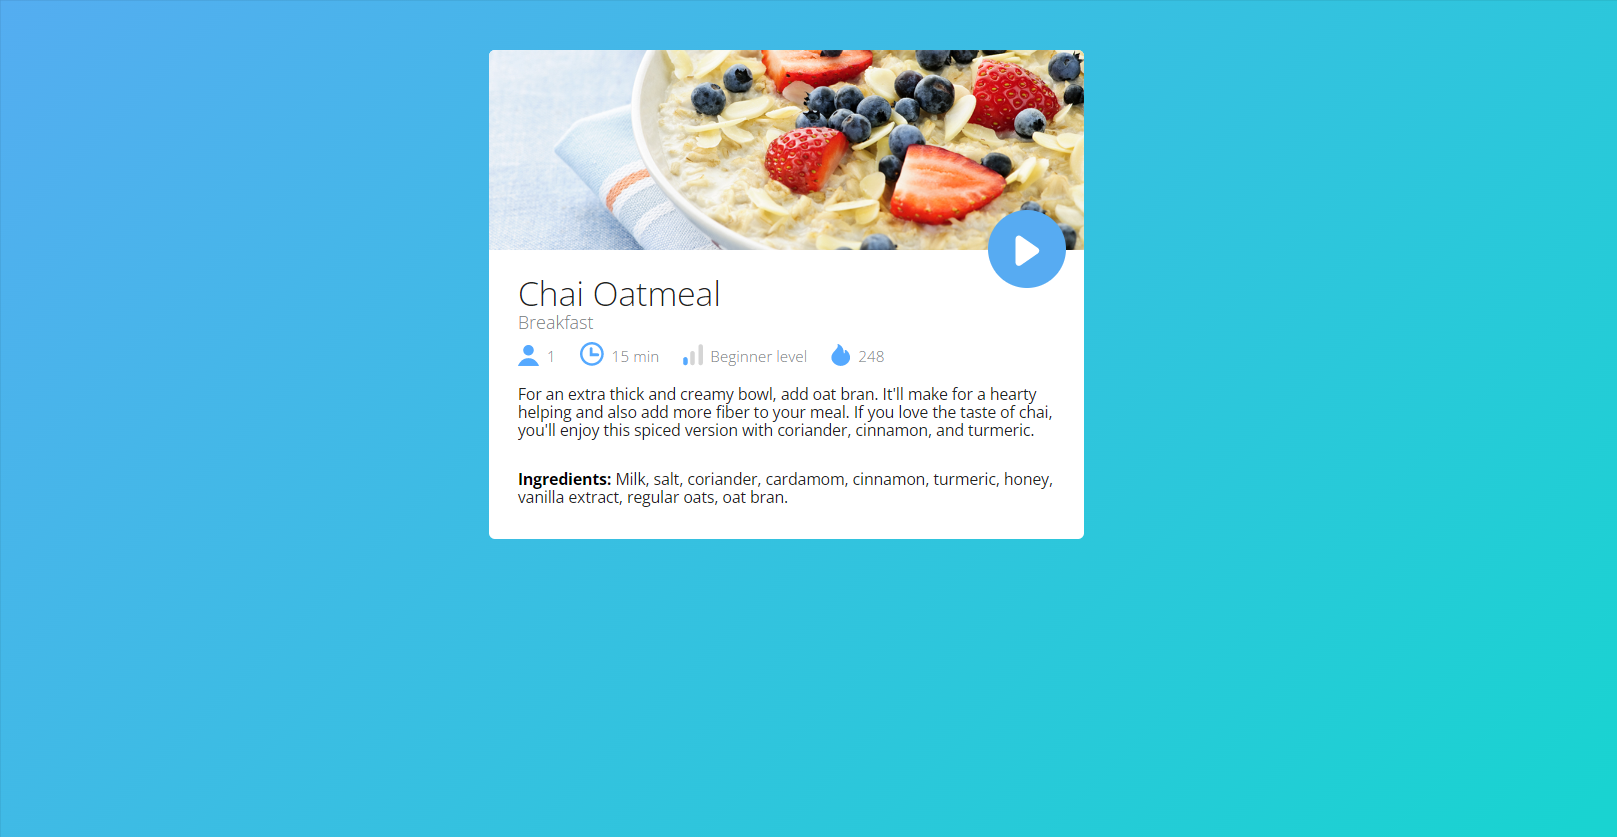 Chai Oatmeal
Breakfast
1 15 min Beginner level 248
For an extra thick and creamy bowl, add oat bran. It'll make for a hearty
helping and also add more fiber to your meal. If you love the taste of chai,
you'll enjoy this spiced version with coriander, cinnamon, and turmeric.
Ingredients: Milk, salt, coriander, cardamom, cinnamon, turmeric, honey,
vanilla extract, regular oats, oat bran.